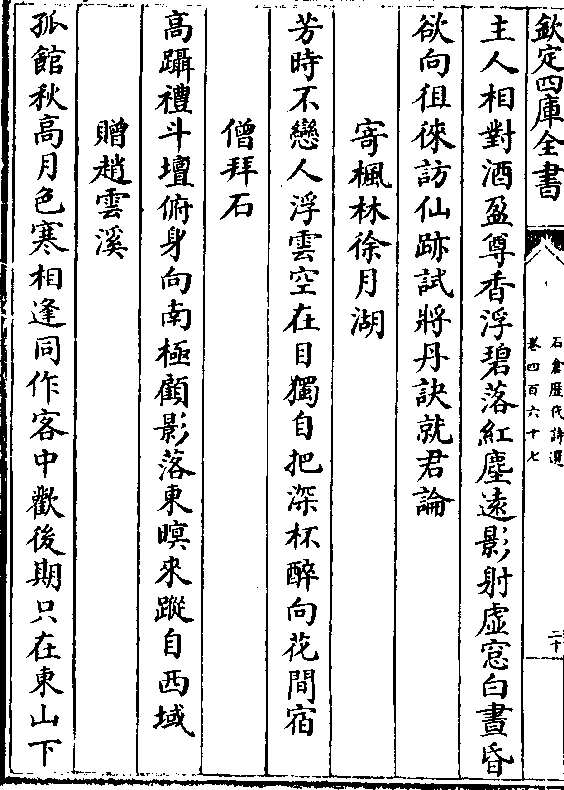 欽定四庫全書
石倉歷代詩選
卷四百六十七
二十
主人相對酒盈尊香浮碧落紅塵遠影射虛窓白晝昏
欲向徂徠訪仙跡試將丹訣就君論
寄楓林徐月湖
芳時不戀人浮雲空在目獨自把深杯醉向花間宿
僧拜石
高躡禮斗壇俯身向南極顧影落東暝來蹤自西域
贈趙雲溪
孤館秋高月色寒相逢同作客中歡後期只在東山下